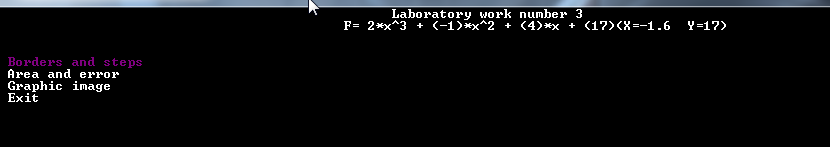 Laboratory work number 3
F= 2*x^3 + (-1)*x^2 + (4)*x + (17)(X=-1.6  Y=17)
Borders and steps
Area and error
Graphic image
Exit